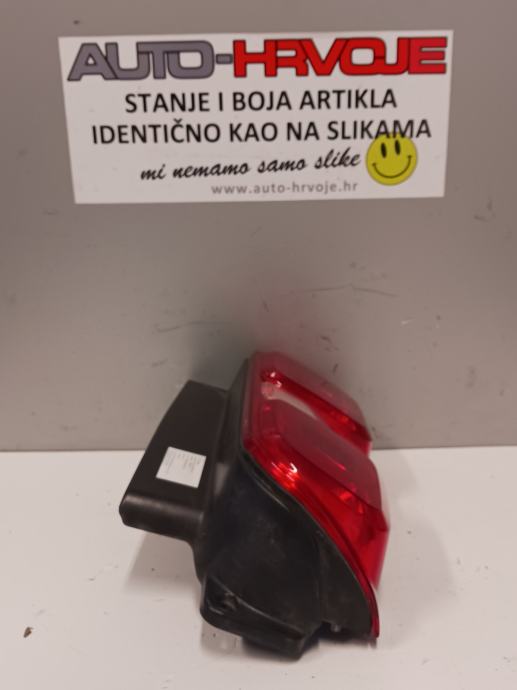 AUTO-HRVOJE
STANJE I BOJA ARTIKLA
IDENTIČNO KAO NA SLIKAMA
mi nemamo samo slike
www.auto-hrvoje.hr